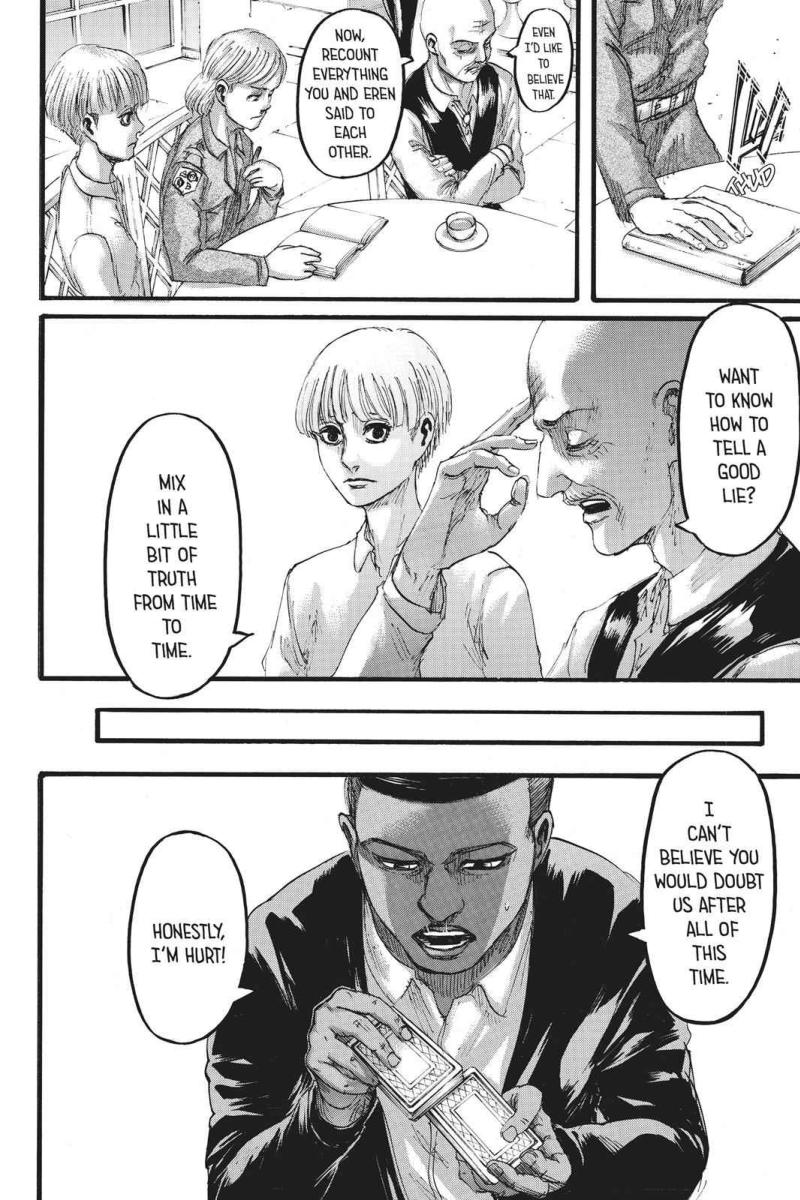 THUD
EVEN
I'D LIKE
TO
BELIEVE
THAT.
NOW,
RECOUNT
EVERYTHING
YOU AND EREN
SAID TO
EACH
OTHER.
WANT
TO KNOW
HOW TO
TELL A
GOOD
LIE?
MIX
IN A
LITTLE
BIT OF
TRUTH
FROM TIME
TO
TIME.
I
CAN'T
BELIEVE YOU
WOULD DOUBT
US AFTER
ALL OF
THIS
TIME.
HONESTLY,
I'M HURT!